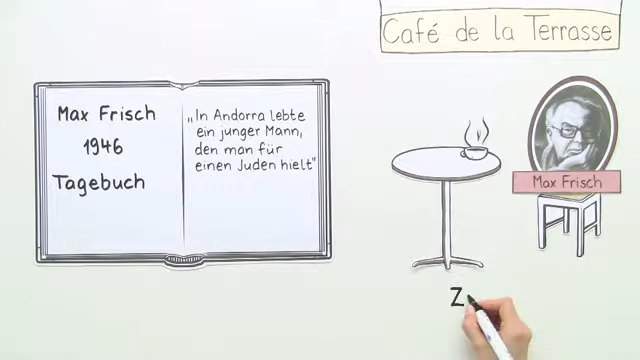 Café de la Terrasse
Max Frisch
1946
Tagebuch
„In Andorra lebte
ein junger Mann,
den man für
einen Juden hielt"
Max Frisch
Z